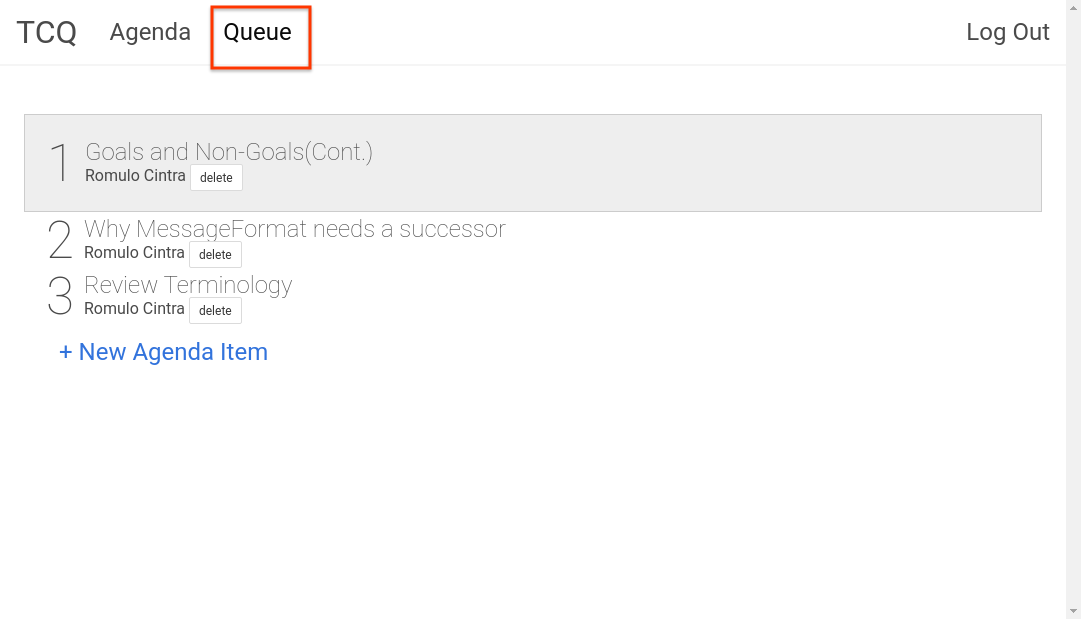 TCQ Agenda Queue Log Out
1 Goals and Non-Goals(Cont.)
Romulo Cintra delete
2 Why MessageFormat needs a successor
Romulo Cintra delete
3 Review Terminology
Romulo Cintra delete
+ New Agenda Item